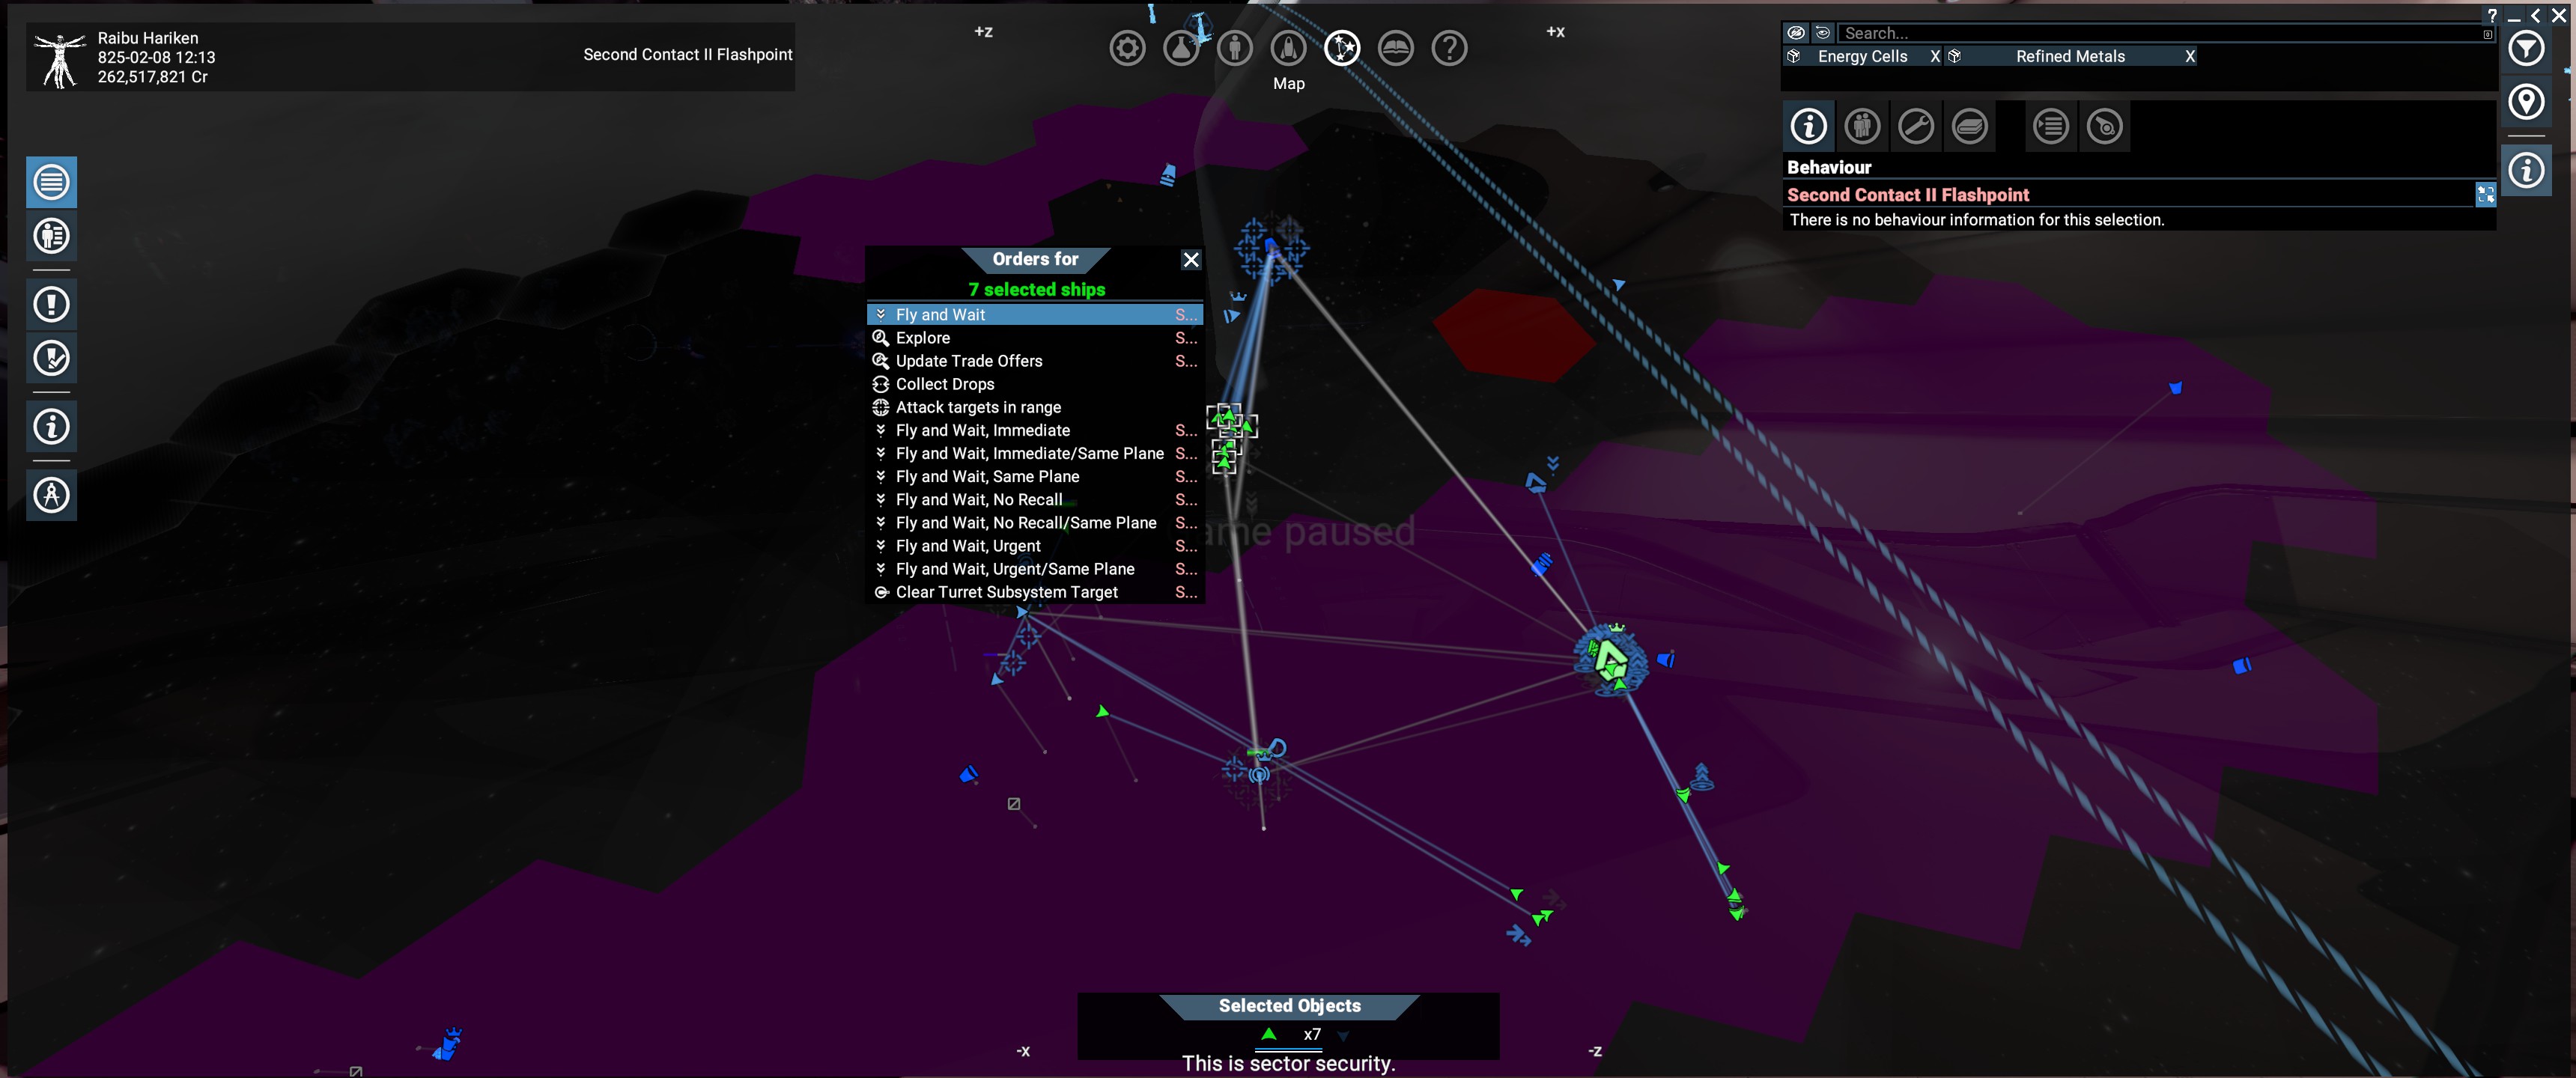 Raibu Hariken
825-02-08 12:13
262,517,821 Cr
Second Contact II Flashpoint
+z
+x
Map
? _ < X
Search...
Energy Cells X
Refined Metals X
Behaviour
Second Contact II Flashpoint
There is no behaviour information for this selection.
Orders for
7 selected ships
Fly and Wait S...
Explore S...
Update Trade Offers S...
Collect Drops
Attack targets in range
Fly and Wait, Immediate S...
Fly and Wait, Immediate/Same Plane S...
Fly and Wait, Same Plane S...
Fly and Wait, No Recall S...
Fly and Wait, No Recall/Same Plane S...
Fly and Wait, Urgent S...
Fly and Wait, Urgent/Same Plane S...
Clear Turret Subsystem Target S...
ame paused
Selected Objects
x7
-x
-z
This is sector security.